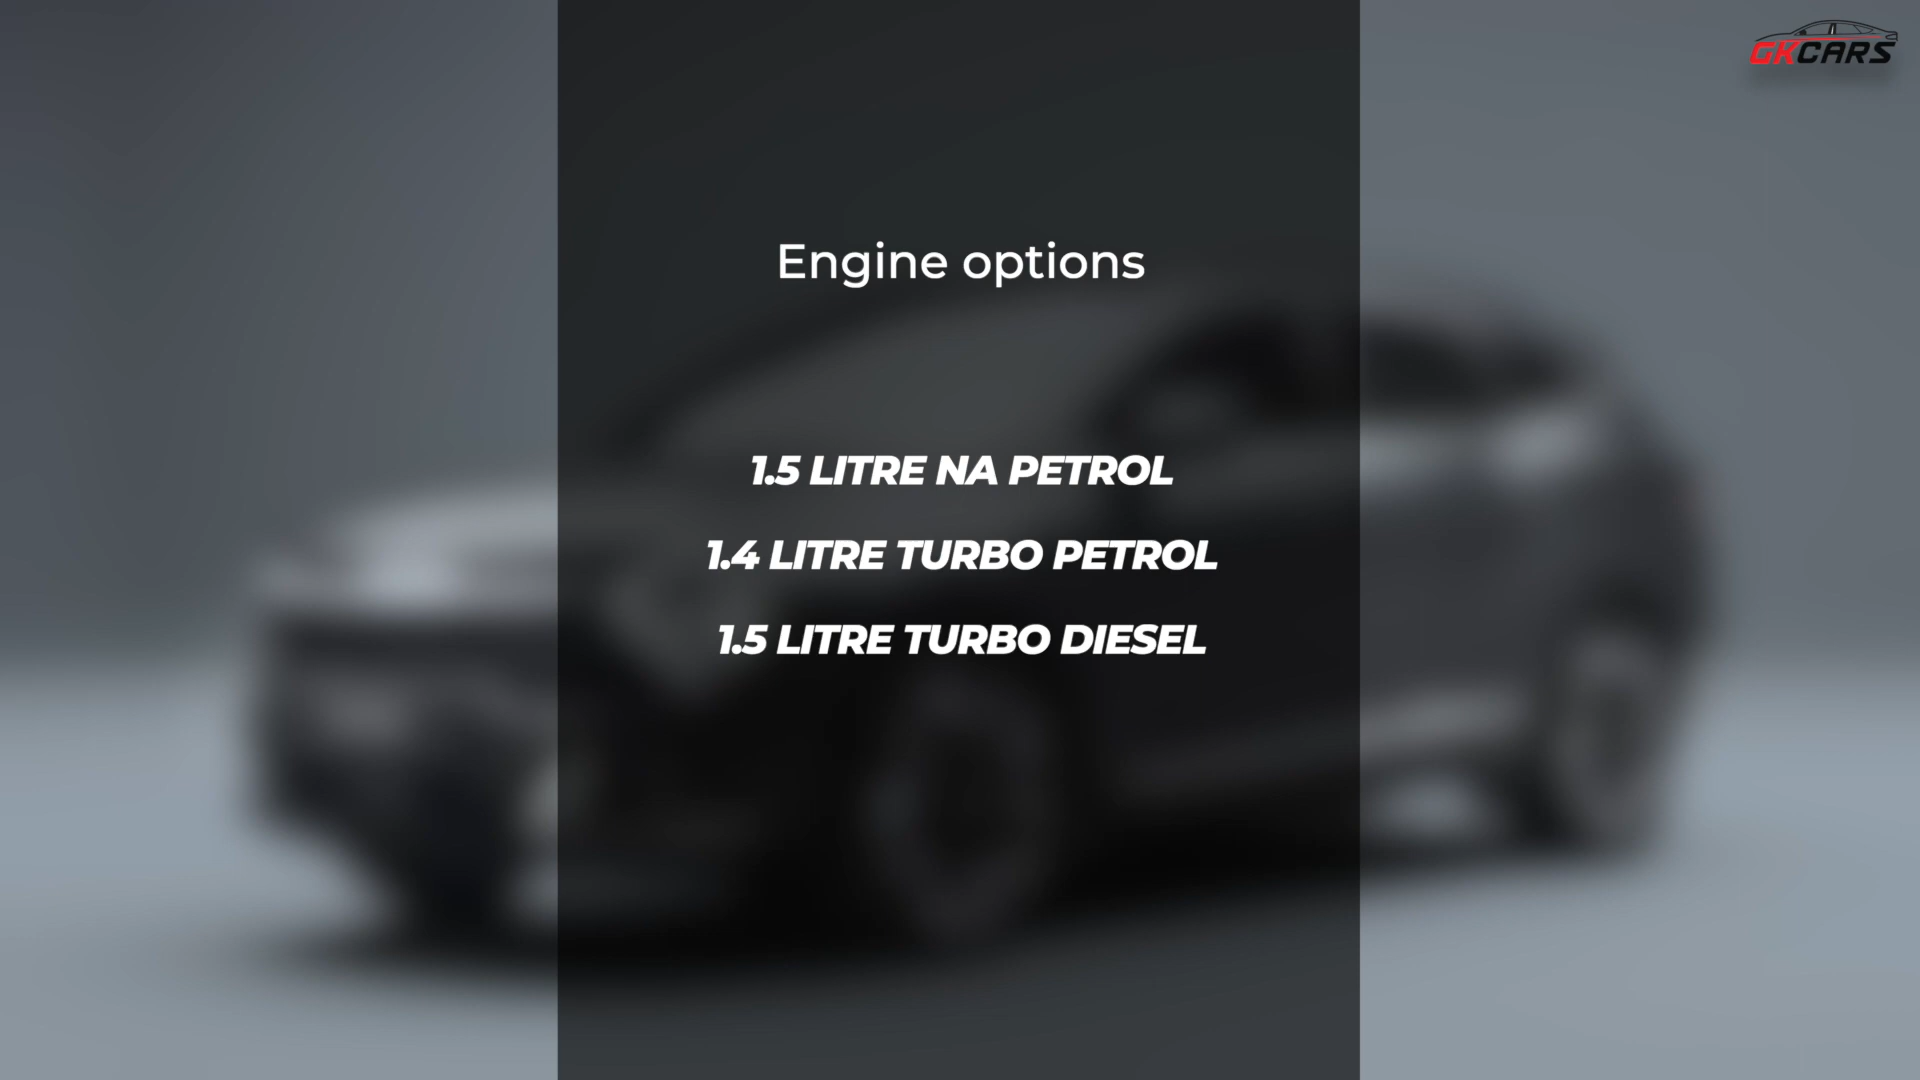 GKCARS
Engine options
1.5 LITRE NA PETROL
1.4 LITRE TURBO PETROL
1.5 LITRE TURBO DIESEL